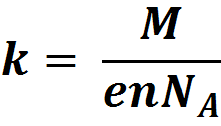 k = M / enN_A